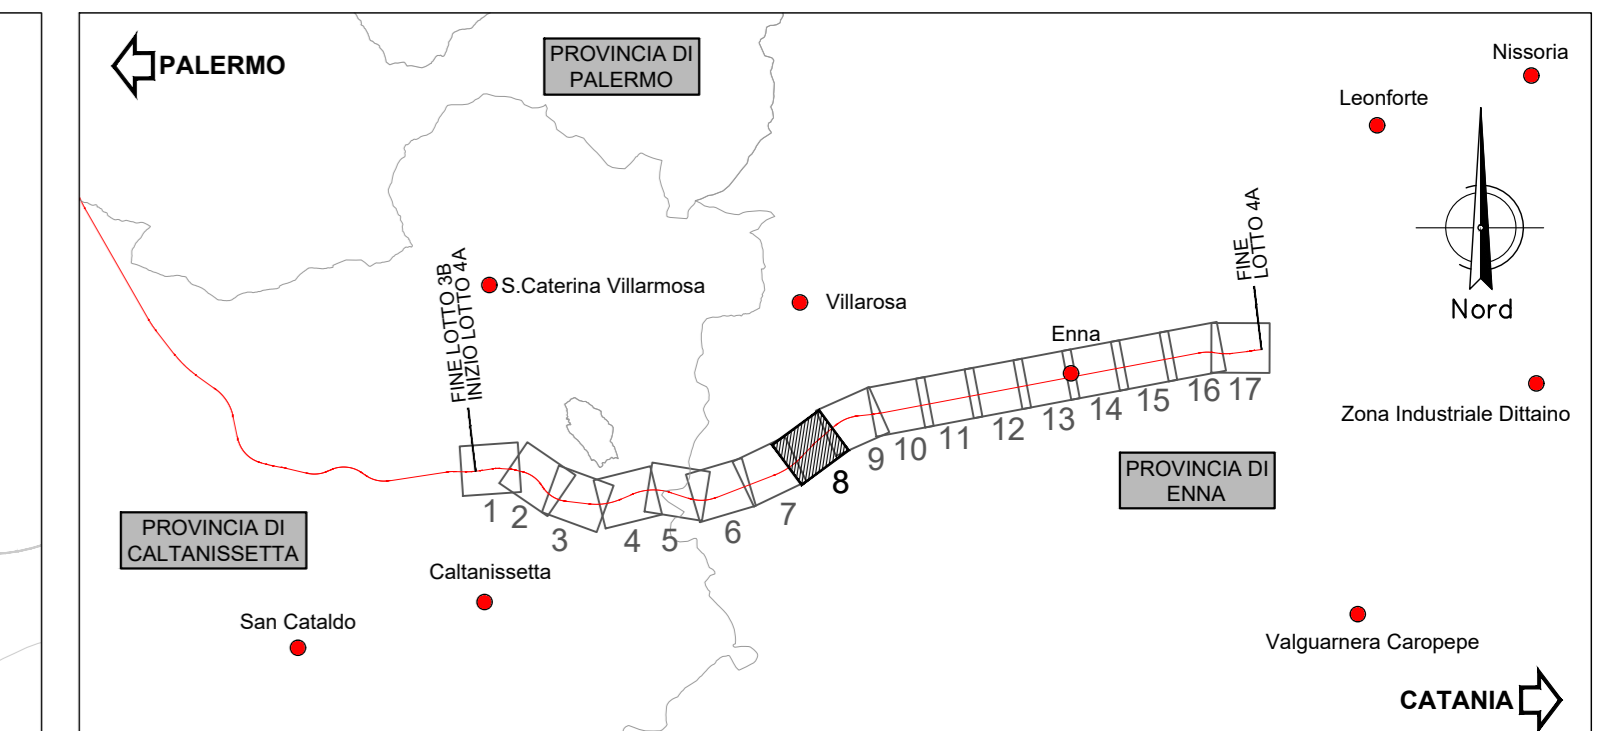 PALERMO
PROVINCIA DI
PALERMO
Nissoria
Leonforte
Nord
FINE LOTTO 3B
INIZIO LOTTO 4A
S.Caterina Villarmosa
Villarosa
Enna
FINE
LOTTO 4A
Zona Industriale Dittaino
1
2
3
4
5
6
7
8
9
10
11
12
13
14
15
16
17
PROVINCIA DI
ENNA
PROVINCIA DI
CALTANISSETTA
Caltanissetta
San Cataldo
Valguarnera Caropepe
CATANIA